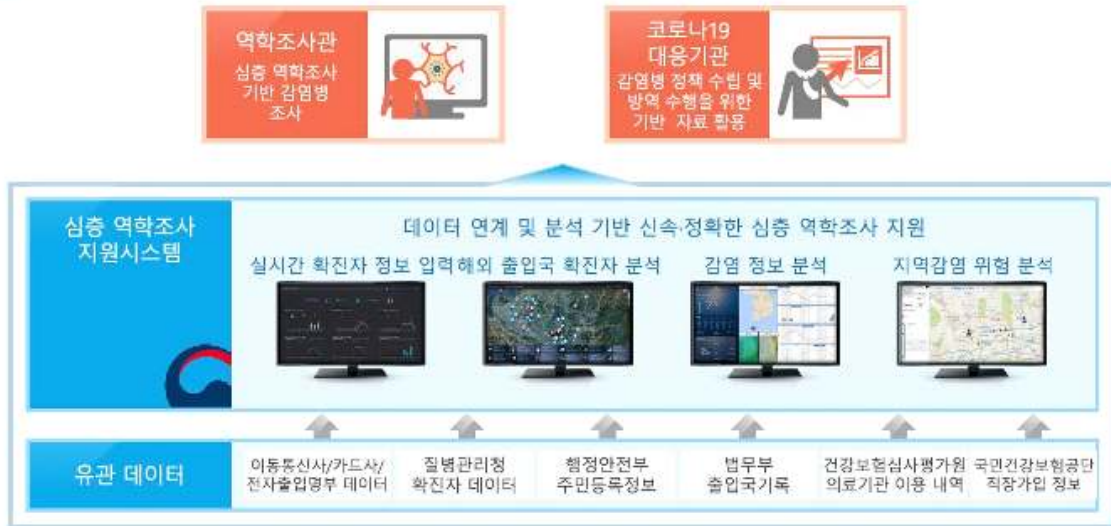 역학조사관
심층 역학조사
기반 감염병
조사
코로나19
대응기관
감염병 정책 수립 및
방역 수행을 위한
기반 자료 활용
심층 역학조사
지원시스템
데이터 연계 및 분석 기반 신속·정확한 심층 역학조사 지원
실시간 확진자 정보 입력
해외 출입국 확진자 분석
감염 정보 분석
지역감염 위험 분석
유관 데이터
이동통신사/카드사/
전자출입명부 데이터
질병관리청
확진자 데이터
행정안전부
주민등록정보
법무부
출입국기록
건강보험심사평가원
의료기관 이용 내역
국민건강보험공단
직장가입 정보